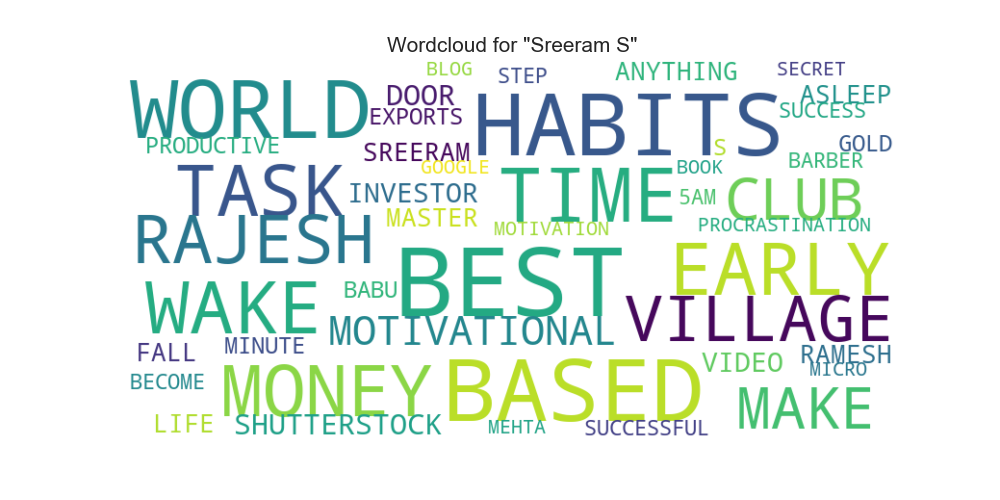 Wordcloud for "Sreeram S"
BLOG STEP ANYTHING SECRET
WORLD DOOR HABITS ASLEEP
EXPORTS SUCCESS
PRODUCTIVE SREERAM S GOLD
TASK GOOGLE TIME BOOK BARBER
INVESTOR 5AM CLUB
RAJESH MASTER MOTIVATION PROCRASTINATION
WAKE BABU BEST EARLY
MOTIVATIONAL VILLAGE
FALL MINUTE VIDEO RAMESH
BECOME MONEY BASED MICRO
LIFE SHUTTERSTOCK MEHTA SUCCESSFUL MAKE